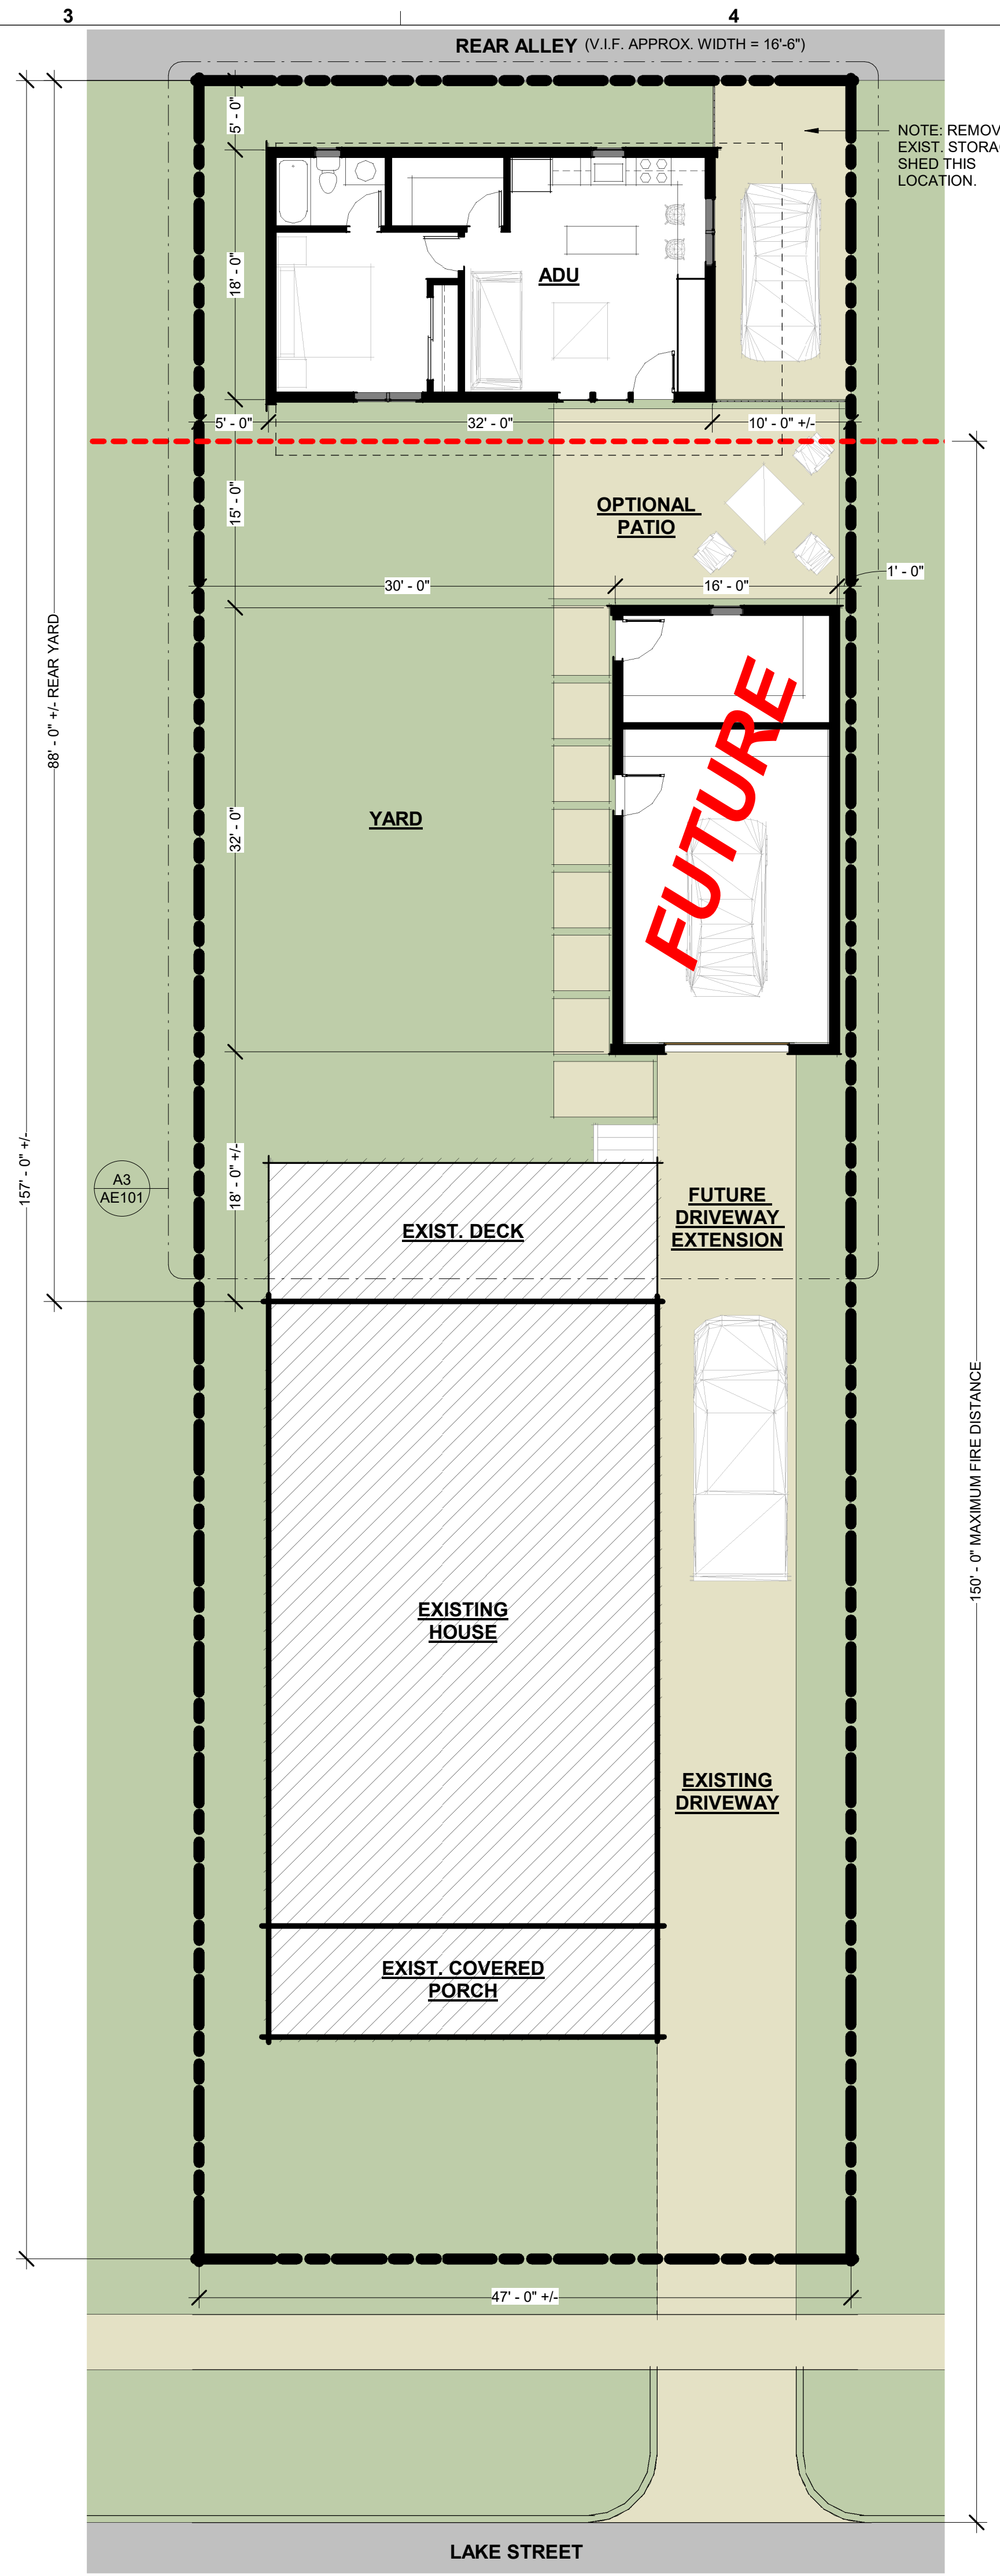 3
4
REAR ALLEY (V.I.F. APPROX. WIDTH = 16'-6")
5' - 0"
NOTE: REMOV
EXIST. STORA
SHED THIS
LOCATION.
18' - 0"
ADU
5' - 0"
32' - 0"
10' - 0" +/-
15' - 0"
OPTIONAL
PATIO
30' - 0"
16' - 0"
1' - 0"
88' - 0" +/- REAR YARD
FUTURE
YARD
32' - 0"
157' - 0" +/-
A3
AE101
18' - 0" +/-
EXIST. DECK
FUTURE
DRIVEWAY
EXTENSION
150' - 0" MAXIMUM FIRE DISTANCE
EXISTING
HOUSE
EXISTING
DRIVEWAY
EXIST. COVERED
PORCH
47' - 0" +/-
LAKE STREET